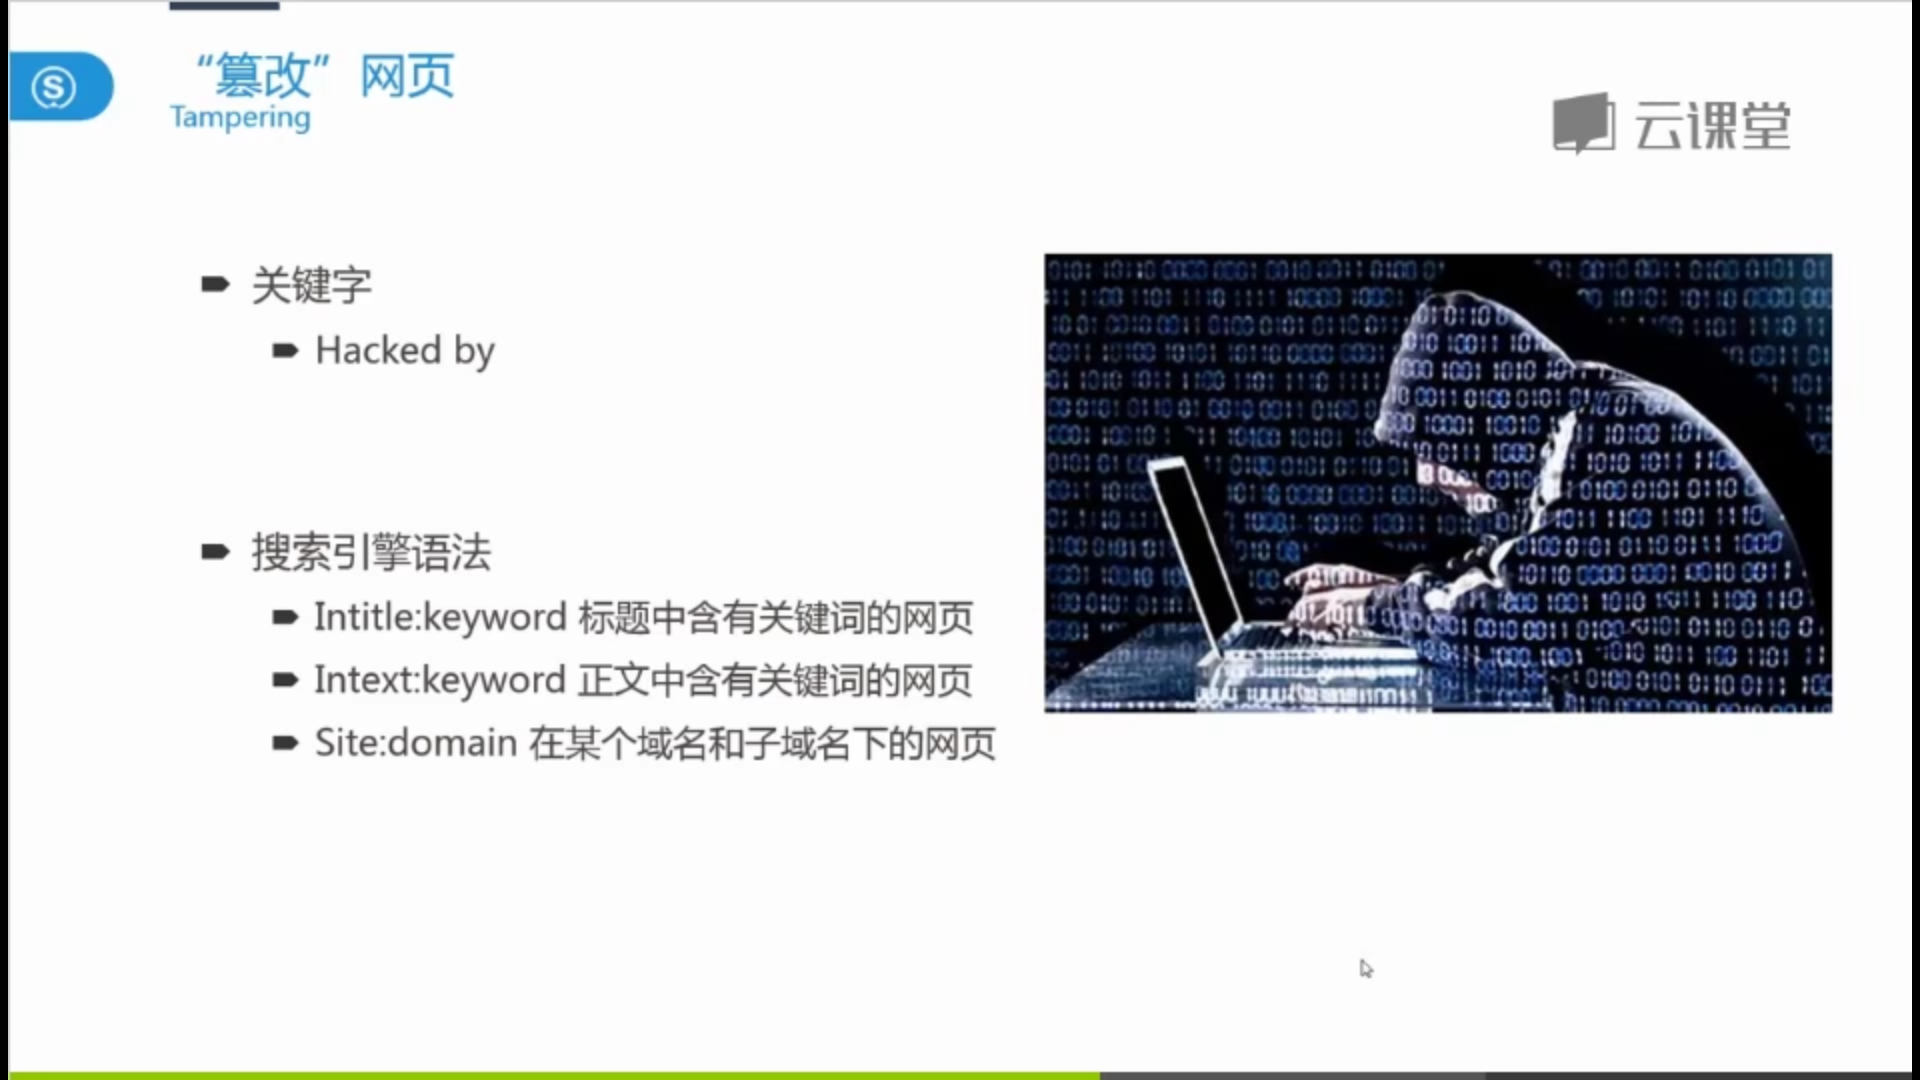 “篡改” 网页
Tampering
云课堂
关键字
Hacked by
搜索引擎语法
Intitle:keyword 标题中含有关键词的网页
Intext:keyword 正文中含有关键词的网页
Site:domain 在某个域名和子域名下的网页